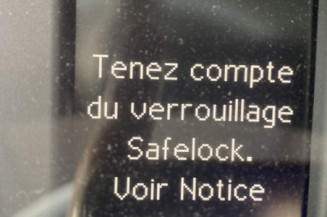 Tenez compte
du verrouillage
Safelock.
Voir Notice